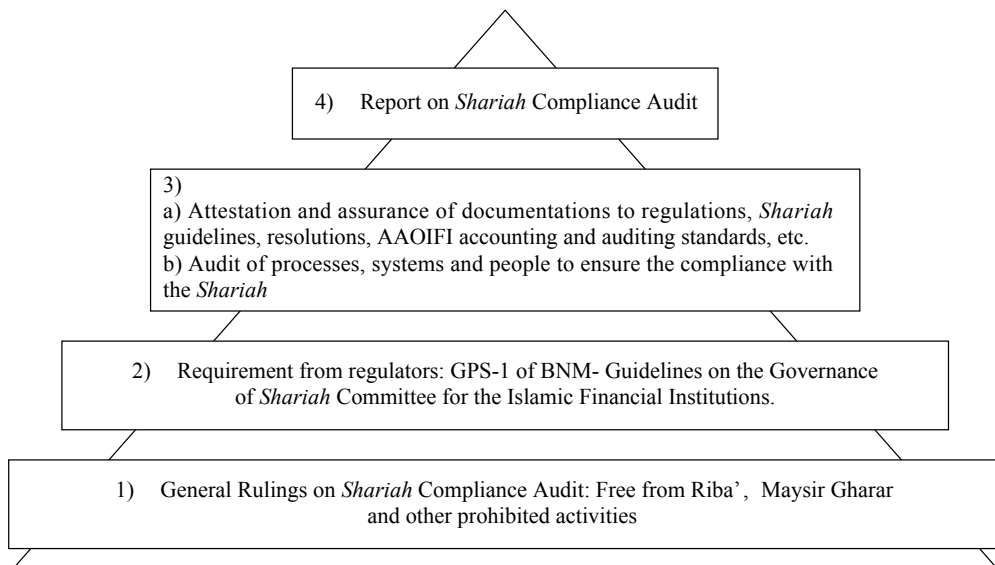 4) Report on Shariah Compliance Audit
3)
a) Attestation and assurance of documentations to regulations, Shariah
guidelines, resolutions, AAOIFI accounting and auditing standards, etc.
b) Audit of processes, systems and people to ensure the compliance with
the Shariah
2) Requirement from regulators: GPS-1 of BNM- Guidelines on the Governance
of Shariah Committee for the Islamic Financial Institutions.
1) General Rulings on Shariah Compliance Audit: Free from Riba’, Maysir Gharar
and other prohibited activities